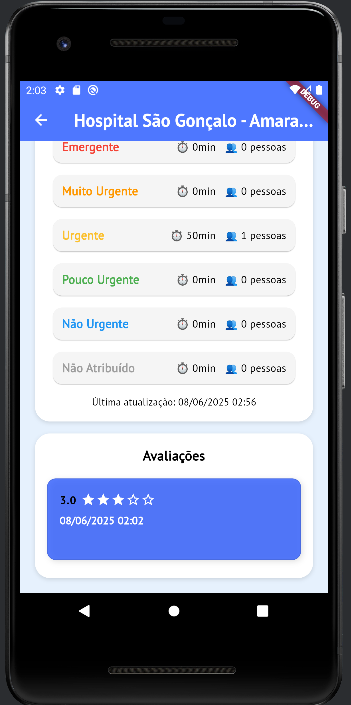 2:03
DEBUG
Hospital São Gonçalo - Amara...
Emergente 0min 0 pessoas
Muito Urgente 0min 0 pessoas
Urgente 50min 1 pessoas
Pouco Urgente 0min 0 pessoas
Não Urgente 0min 0 pessoas
Não Atribuído 0min 0 pessoas
Última atualização: 08/06/2025 02:56
Avaliações
3.0
08/06/2025 02:02